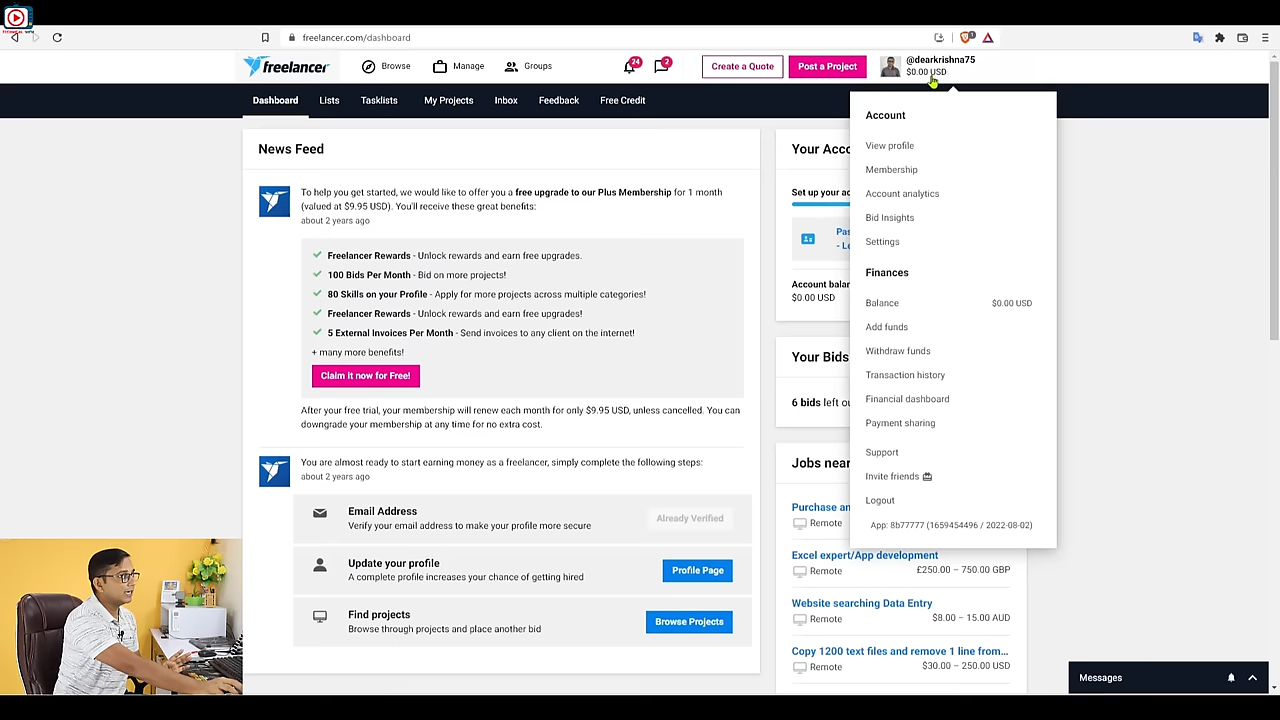 TECHNICAL
freelancer.com/dashboard
freelancer
Browse
Manage
Groups
24
2
Create a Quote
Post a Project
@dearkrishna75
$0.00 USD
Dashboard
Lists
Tasklists
My Projects
Inbox
Feedback
Free Credit
News Feed
To help you get started, we would like to offer you a free upgrade to our Plus Membership for 1 month
(valued at $9.95 USD). You'll receive these great benefits:
about 2 years ago
Freelancer Rewards - Unlock rewards and earn free upgrades.
100 Bids Per Month - Bid on more projects!
80 Skills on your Profile - Apply for more projects across multiple categories!
Freelancer Rewards - Unlock rewards and earn free upgrades!
5 External Invoices Per Month - Send invoices to any client on the internet!
+ many more benefits!
Claim it now for Free!
After your free trial, your membership will renew each month for only $9.95 USD, unless cancelled. You can
downgrade your membership at any time for no extra cost.
You are almost ready to start earning money as a freelancer, simply complete the following steps:
about 2 years ago
Email Address
Verify your email address to make your profile more secure
Already Verified
Update your profile
A complete profile increases your chance of getting hired
Profile Page
Find projects
Browse through projects and place another bid
Browse Projects
Your Acco
Set up your ac
Pas
- Le
Account balan
$0.00 USD
Your Bids
6 bids left ou
Jobs near
Purchase an
Remote
Excel expert/App development
Remote
£250.00 – 750.00 GBP
Website searching Data Entry
Remote
$8.00 – 15.00 AUD
Copy 1200 text files and remove 1 line from...
Remote
$30.00 – 250.00 USD
Account
View profile
Membership
Account analytics
Bid Insights
Settings
Finances
Balance
$0.00 USD
Add funds
Withdraw funds
Transaction history
Financial dashboard
Payment sharing
Support
Invite friends
Logout
App: 8b77777 (1659454496 / 2022-08-02)
Messages